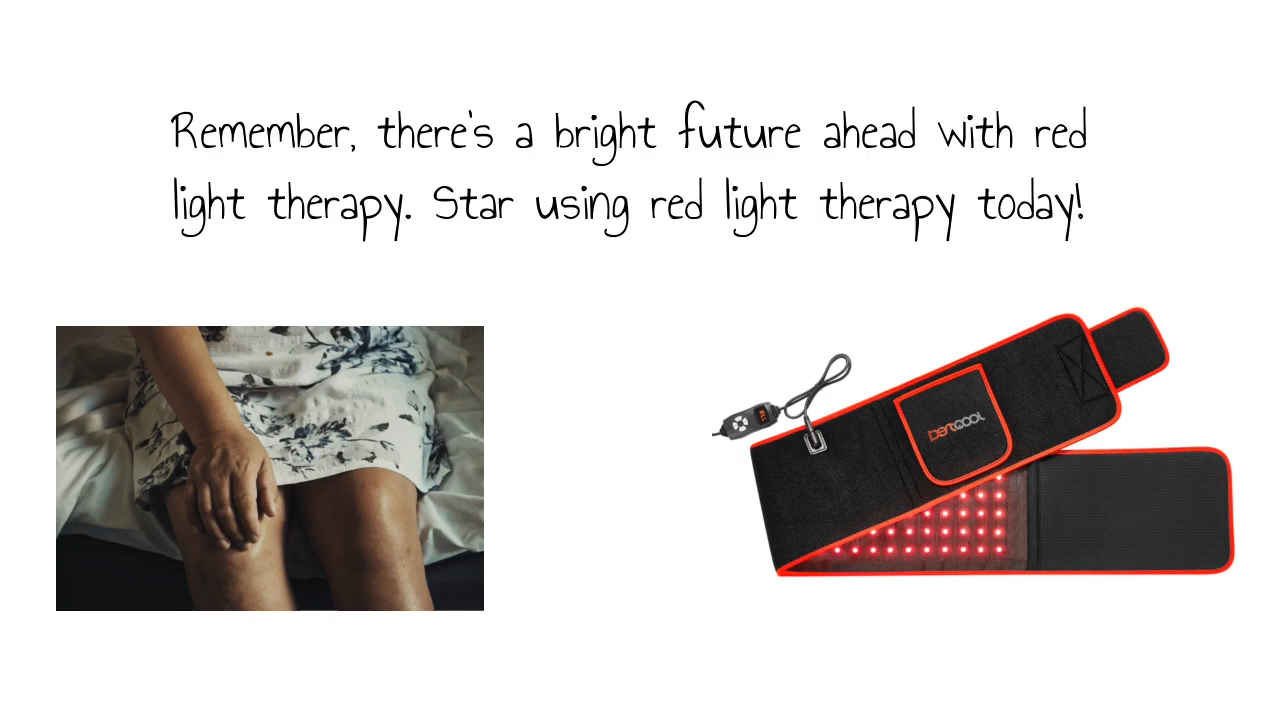 Remember, there's a bright future ahead with red
light therapy. Star using red light therapy today!